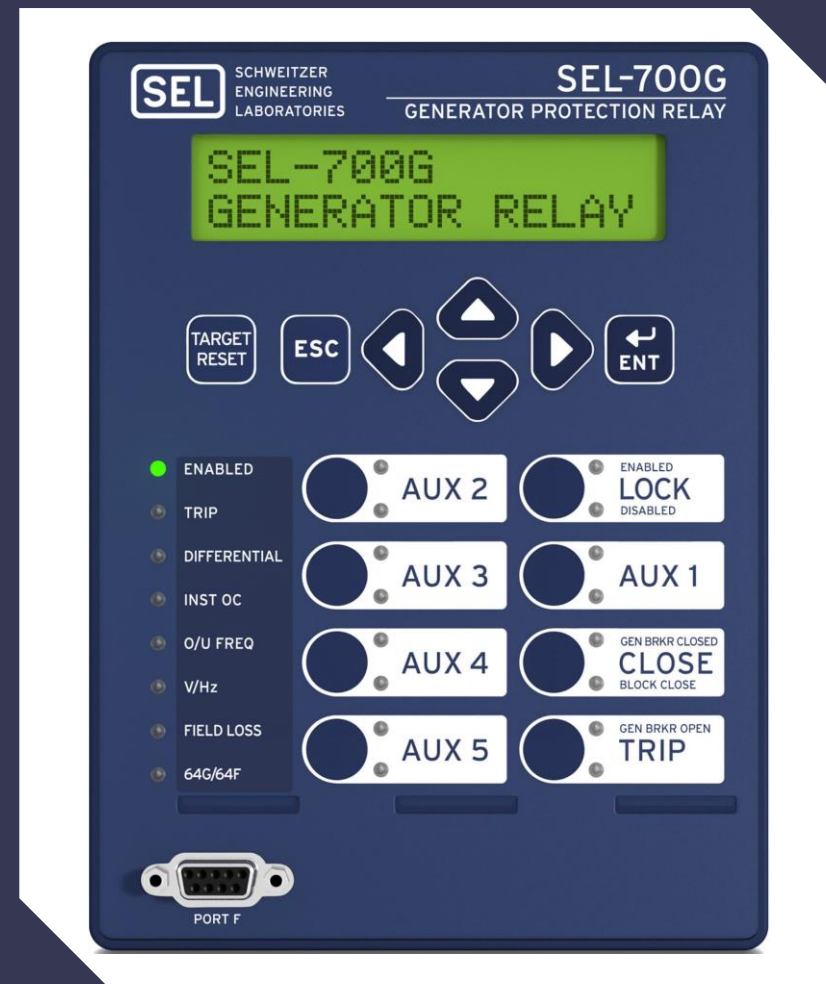 SEL
SCHWEITZER
ENGINEERING
LABORATORIES
SEL-700G
GENERATOR PROTECTION RELAY
SEL-700G
GENERATOR RELAY
TARGET
RESET
ESC
ENT
ENABLED
TRIP
DIFFERENTIAL
INST OC
O/U FREQ
V/Hz
FIELD LOSS
64G/64F
AUX 2
ENABLED
LOCK
DISABLED
AUX 3
AUX 1
AUX 4
GEN BRKR CLOSED
CLOSE
BLOCK CLOSE
AUX 5
GEN BRKR OPEN
TRIP
PORT F